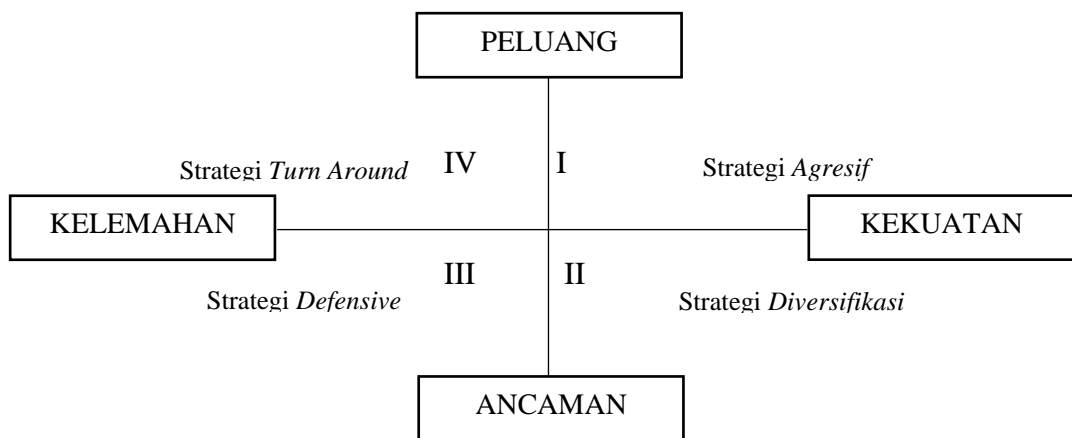 PELUANG
IV
I
Strategi Turn Around
Strategi Agresif
KELEMAHAN
KEKUATAN
III
II
Strategi Defensive
Strategi Diversifikasi
ANCAMAN